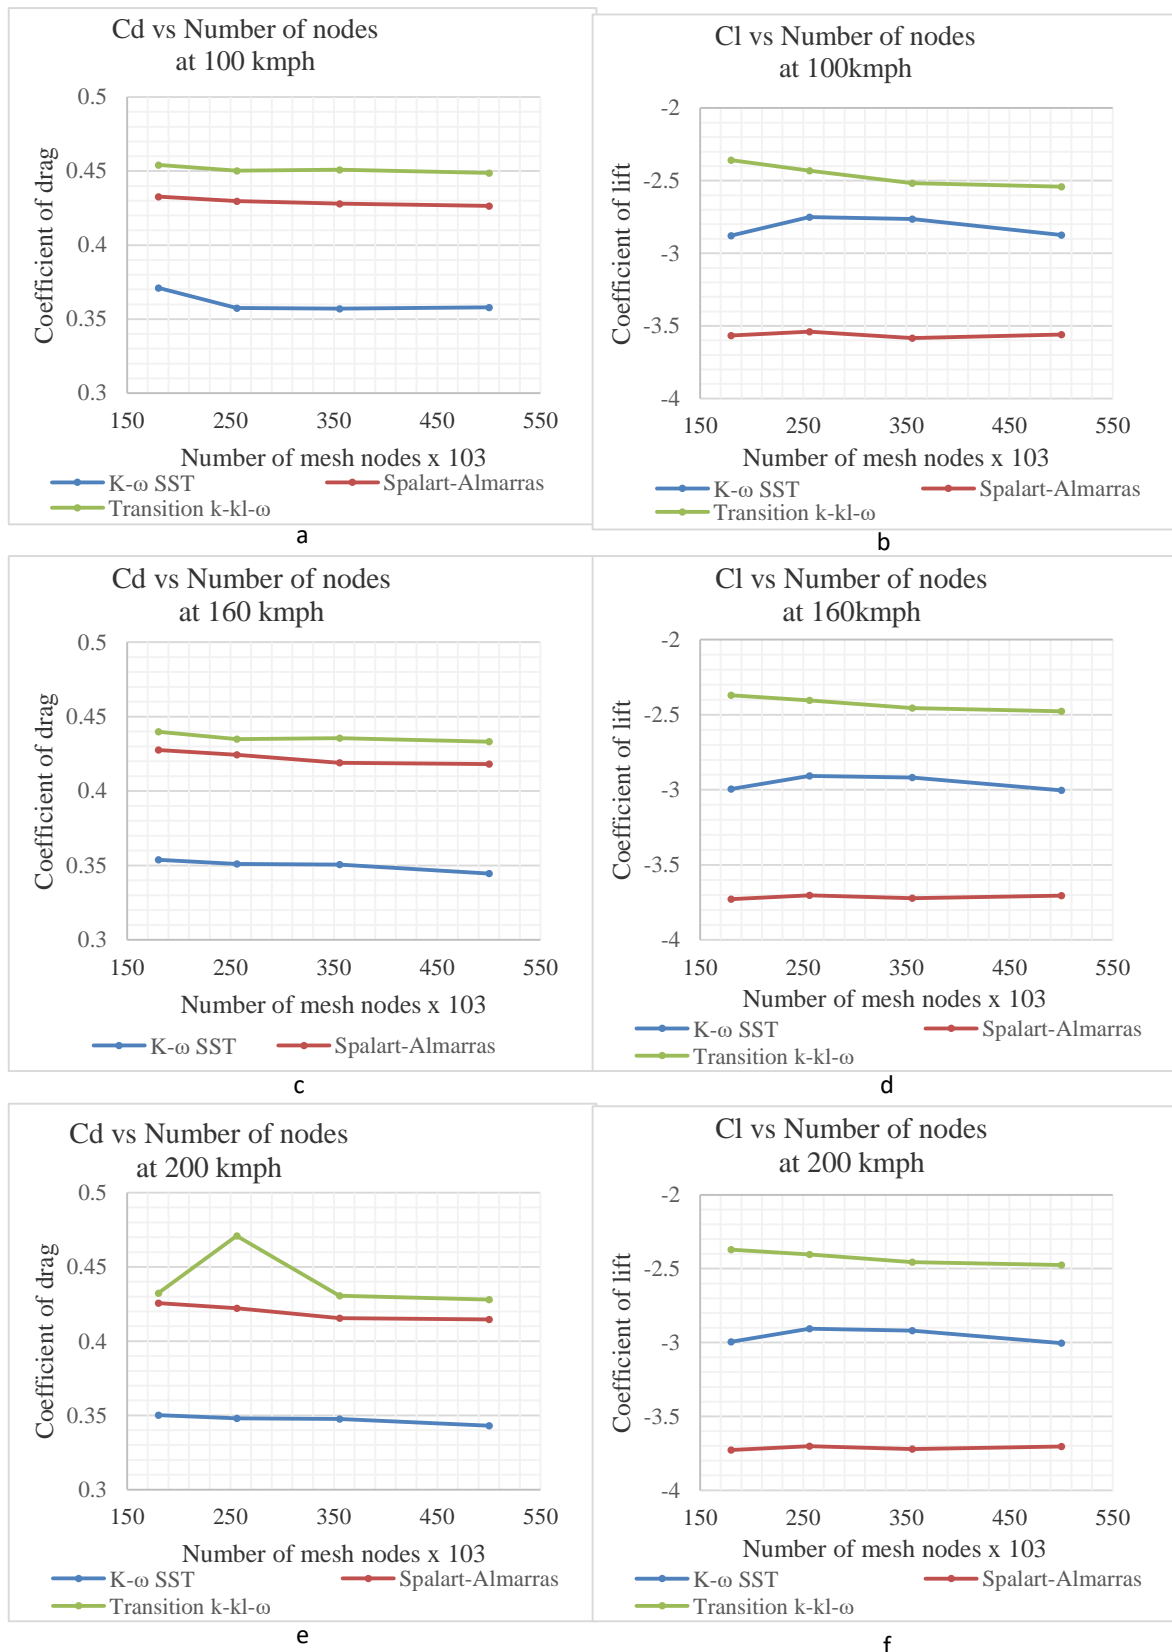 Cd vs Number of nodes
at 100 kmph
0.5
0.45
0.4
0.35
0.3
Coefficient of drag
150 250 350 450 550
Number of mesh nodes x 103
K-ω SST Spalart-Almarras
Transition k-kl-ω
a
Cl vs Number of nodes
at 100kmph
-2
-2.5
-3
-3.5
-4
Coefficient of lift
150 250 350 450 550
Number of mesh nodes x 103
K-ω SST Spalart-Almarras
Transition k-kl-ω
b
Cd vs Number of nodes
at 160 kmph
0.5
0.45
0.4
0.35
0.3
Coefficient of drag
150 250 350 450 550
Number of mesh nodes x 103
K-ω SST Spalart-Almarras
c
Cl vs Number of nodes
at 160kmph
-2
-2.5
-3
-3.5
-4
Coefficient of lift
150 250 350 450 550
Number of mesh nodes x 103
K-ω SST Spalart-Almarras
Transition k-kl-ω
d
Cd vs Number of nodes
at 200 kmph
0.5
0.45
0.4
0.35
0.3
Coefficient of drag
150 250 350 450 550
Number of mesh nodes x 103
K-ω SST Spalart-Almarras
Transition k-kl-ω
e
Cl vs Number of nodes
at 200 kmph
-2
-2.5
-3
-3.5
-4
Coefficient of lift
150 250 350 450 550
Number of mesh nodes x 103
K-ω SST Spalart-Almarras
Transition k-kl-ω
f